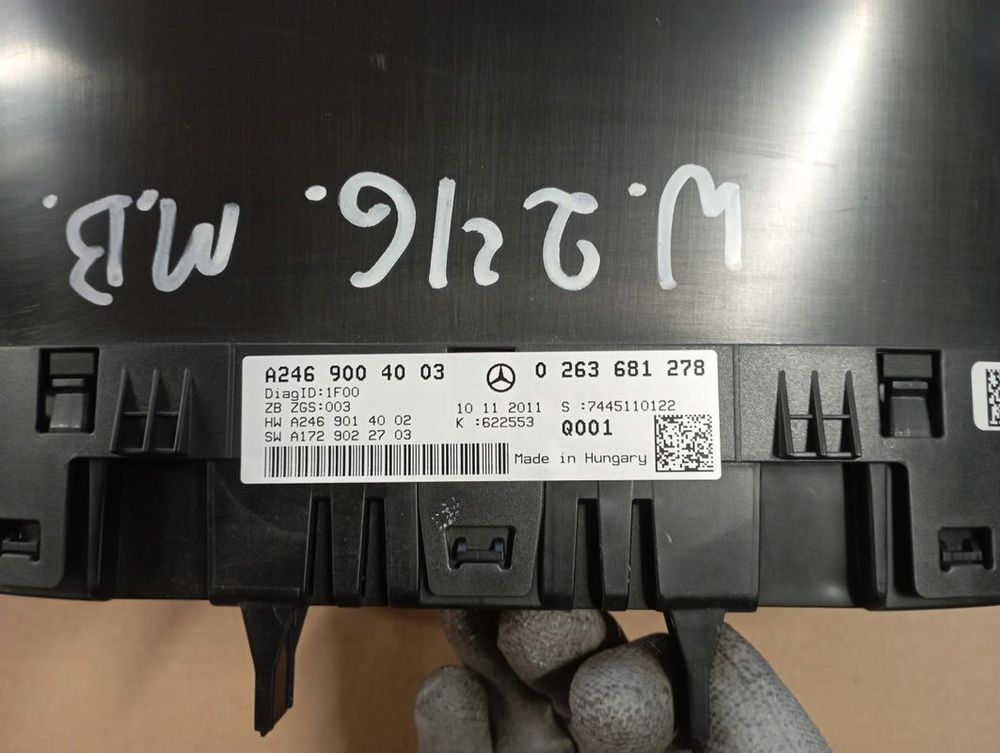 W.246. M.B.
A246 900 40 03 0 263 681 278
DiagID:1F00
ZB ZGS:003 10 11 2011 S :7445110122
HW A246 901 40 02 K :622553 Q001
SW A172 902 27 03
Made in Hungary